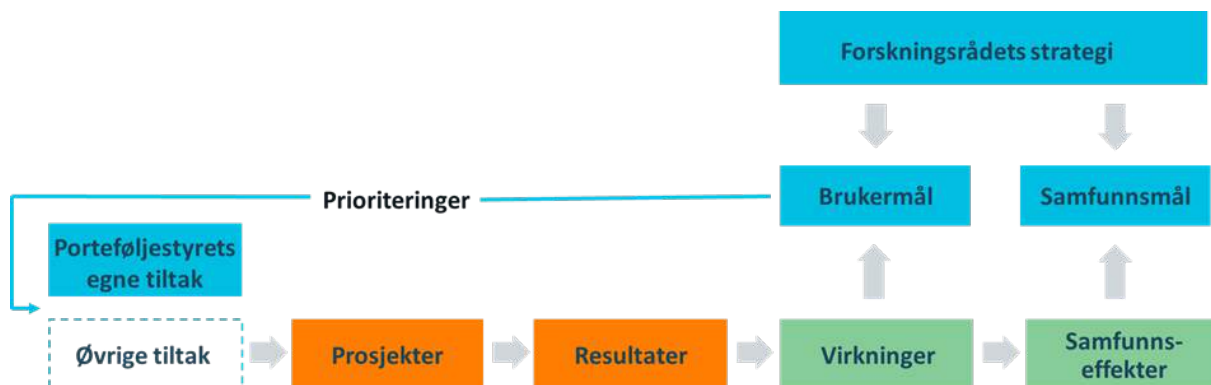 Forskningsrådets strategi
Prioriteringer
Brukermål
Samfunnsmål
Porteføljestyrets
egne tiltak
Øvrige tiltak
Prosjekter
Resultater
Virkninger
Samfunns-
effekter